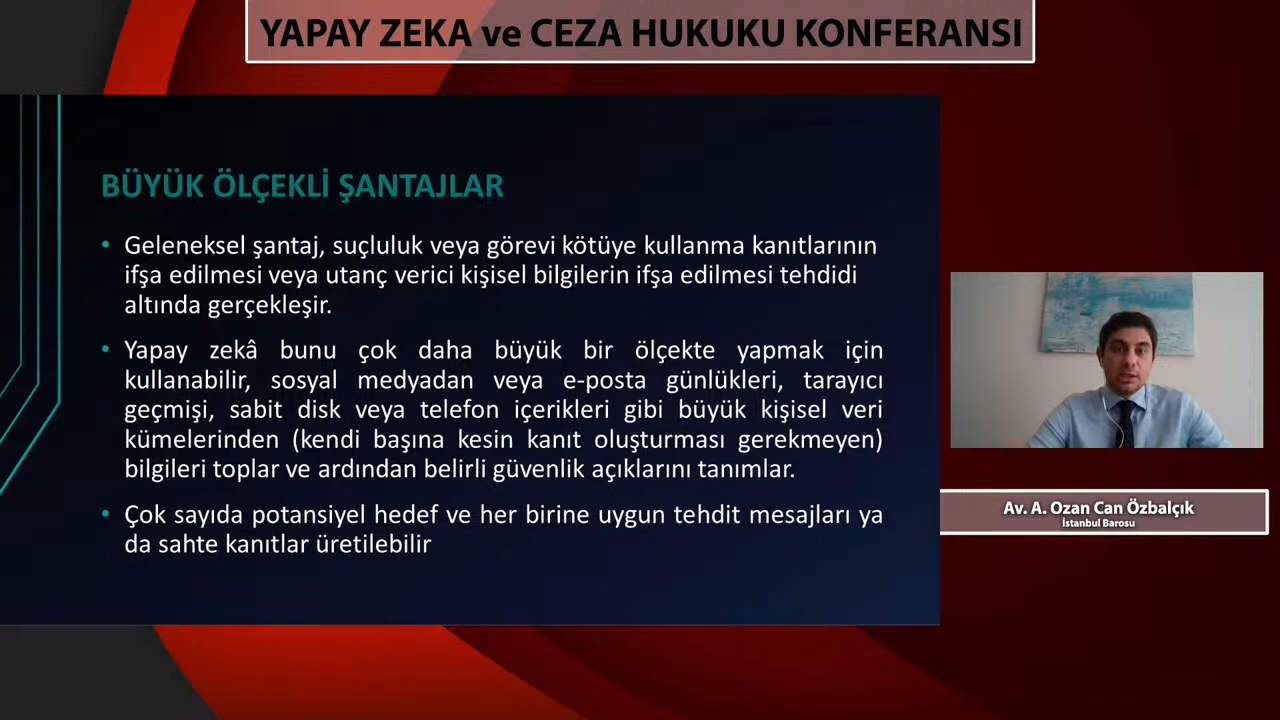 YAPAY ZEKA ve CEZA HUKUKU KONFERANSI
BÜYÜK ÖLÇEKLİ ŞANTAJLAR
• Geleneksel şantaj, suçluluk veya görevi kötüye kullanma kanıtlarının
ifşa edilmesi veya utanç verici kişisel bilgilerin ifşa edilmesi tehdidi
altında gerçekleşir.
• Yapay zekâ bunu çok daha büyük bir ölçekte yapmak için
kullanabilir, sosyal medyadan veya e-posta günlükleri, tarayıcı
geçmişi, sabit disk veya telefon içerikleri gibi büyük kişisel veri
kümelerinden (kendi başına kesin kanıt oluşturması gerekmeyen)
bilgileri toplar ve ardından belirli güvenlik açıklarını tanımlar.
• Çok sayıda potansiyel hedef ve her birine uygun tehdit mesajları ya
da sahte kanıtlar üretilebilir
Av. A. Ozan Can Özbalçık
İstanbul Barosu